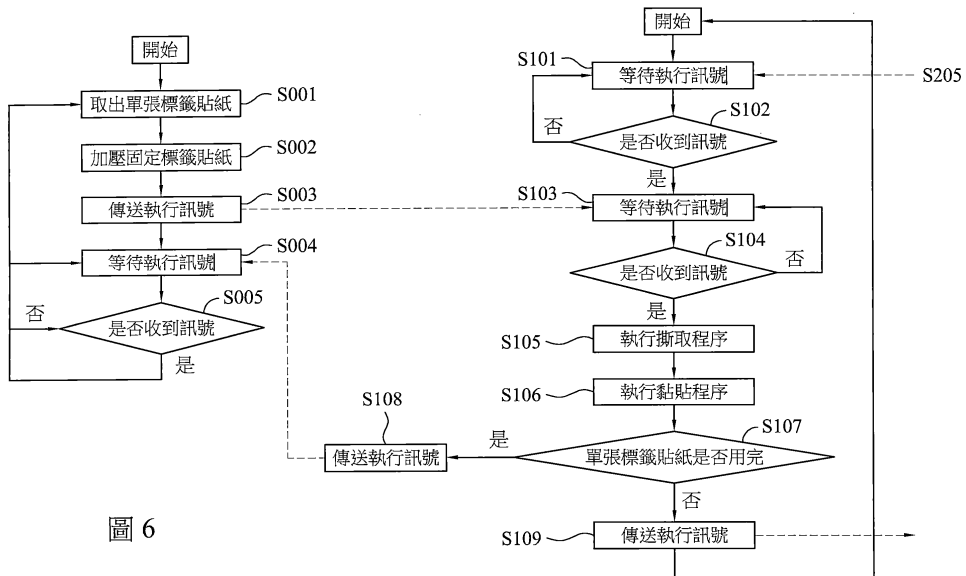 開始
取出單張標籤貼紙
S001
加壓固定標籤貼紙
S002
傳送執行訊號
S003
等待執行訊號
S004
是否收到訊號
S005
否
是
開始
S101
等待執行訊號
S205
S102
是否收到訊號
否
是
S103
等待執行訊號
S104
是否收到訊號
否
是
S105
執行撕取程序
S106
執行黏貼程序
S107
單張標籤貼紙是否用完
是
S108
傳送執行訊號
否
S109
傳送執行訊號
圖 6